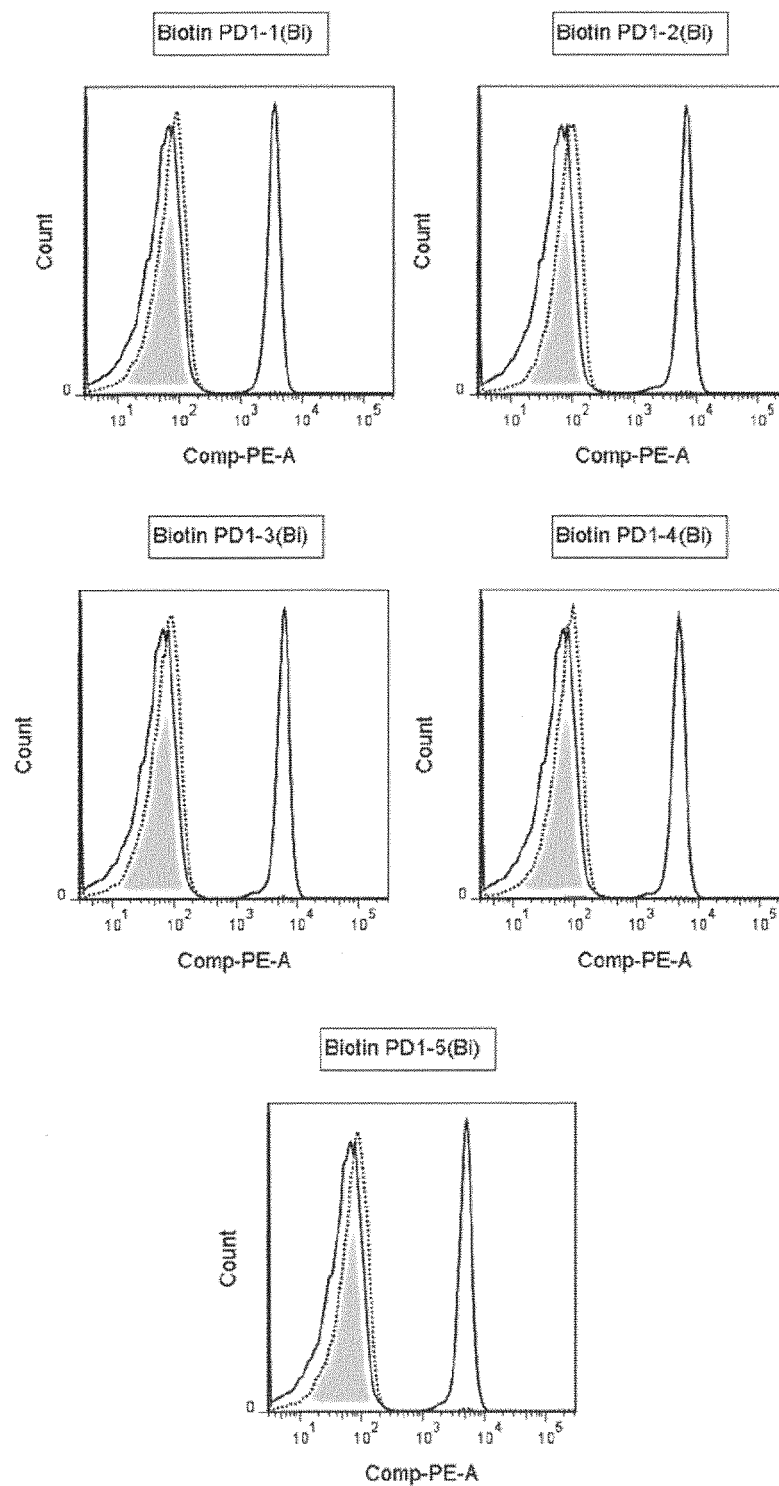 Biotin PD1-1(Bi)
Count
0
10^1 10^2 10^3 10^4 10^5
Comp-PE-A
Biotin PD1-2(Bi)
Count
0
10^1 10^2 10^3 10^4 10^5
Comp-PE-A
Biotin PD1-3(Bi)
Count
0
10^1 10^2 10^3 10^4 10^5
Comp-PE-A
Biotin PD1-4(Bi)
Count
0
10^1 10^2 10^3 10^4 10^5
Comp-PE-A
Biotin PD1-5(Bi)
Count
0
10^1 10^2 10^3 10^4 10^5
Comp-PE-A